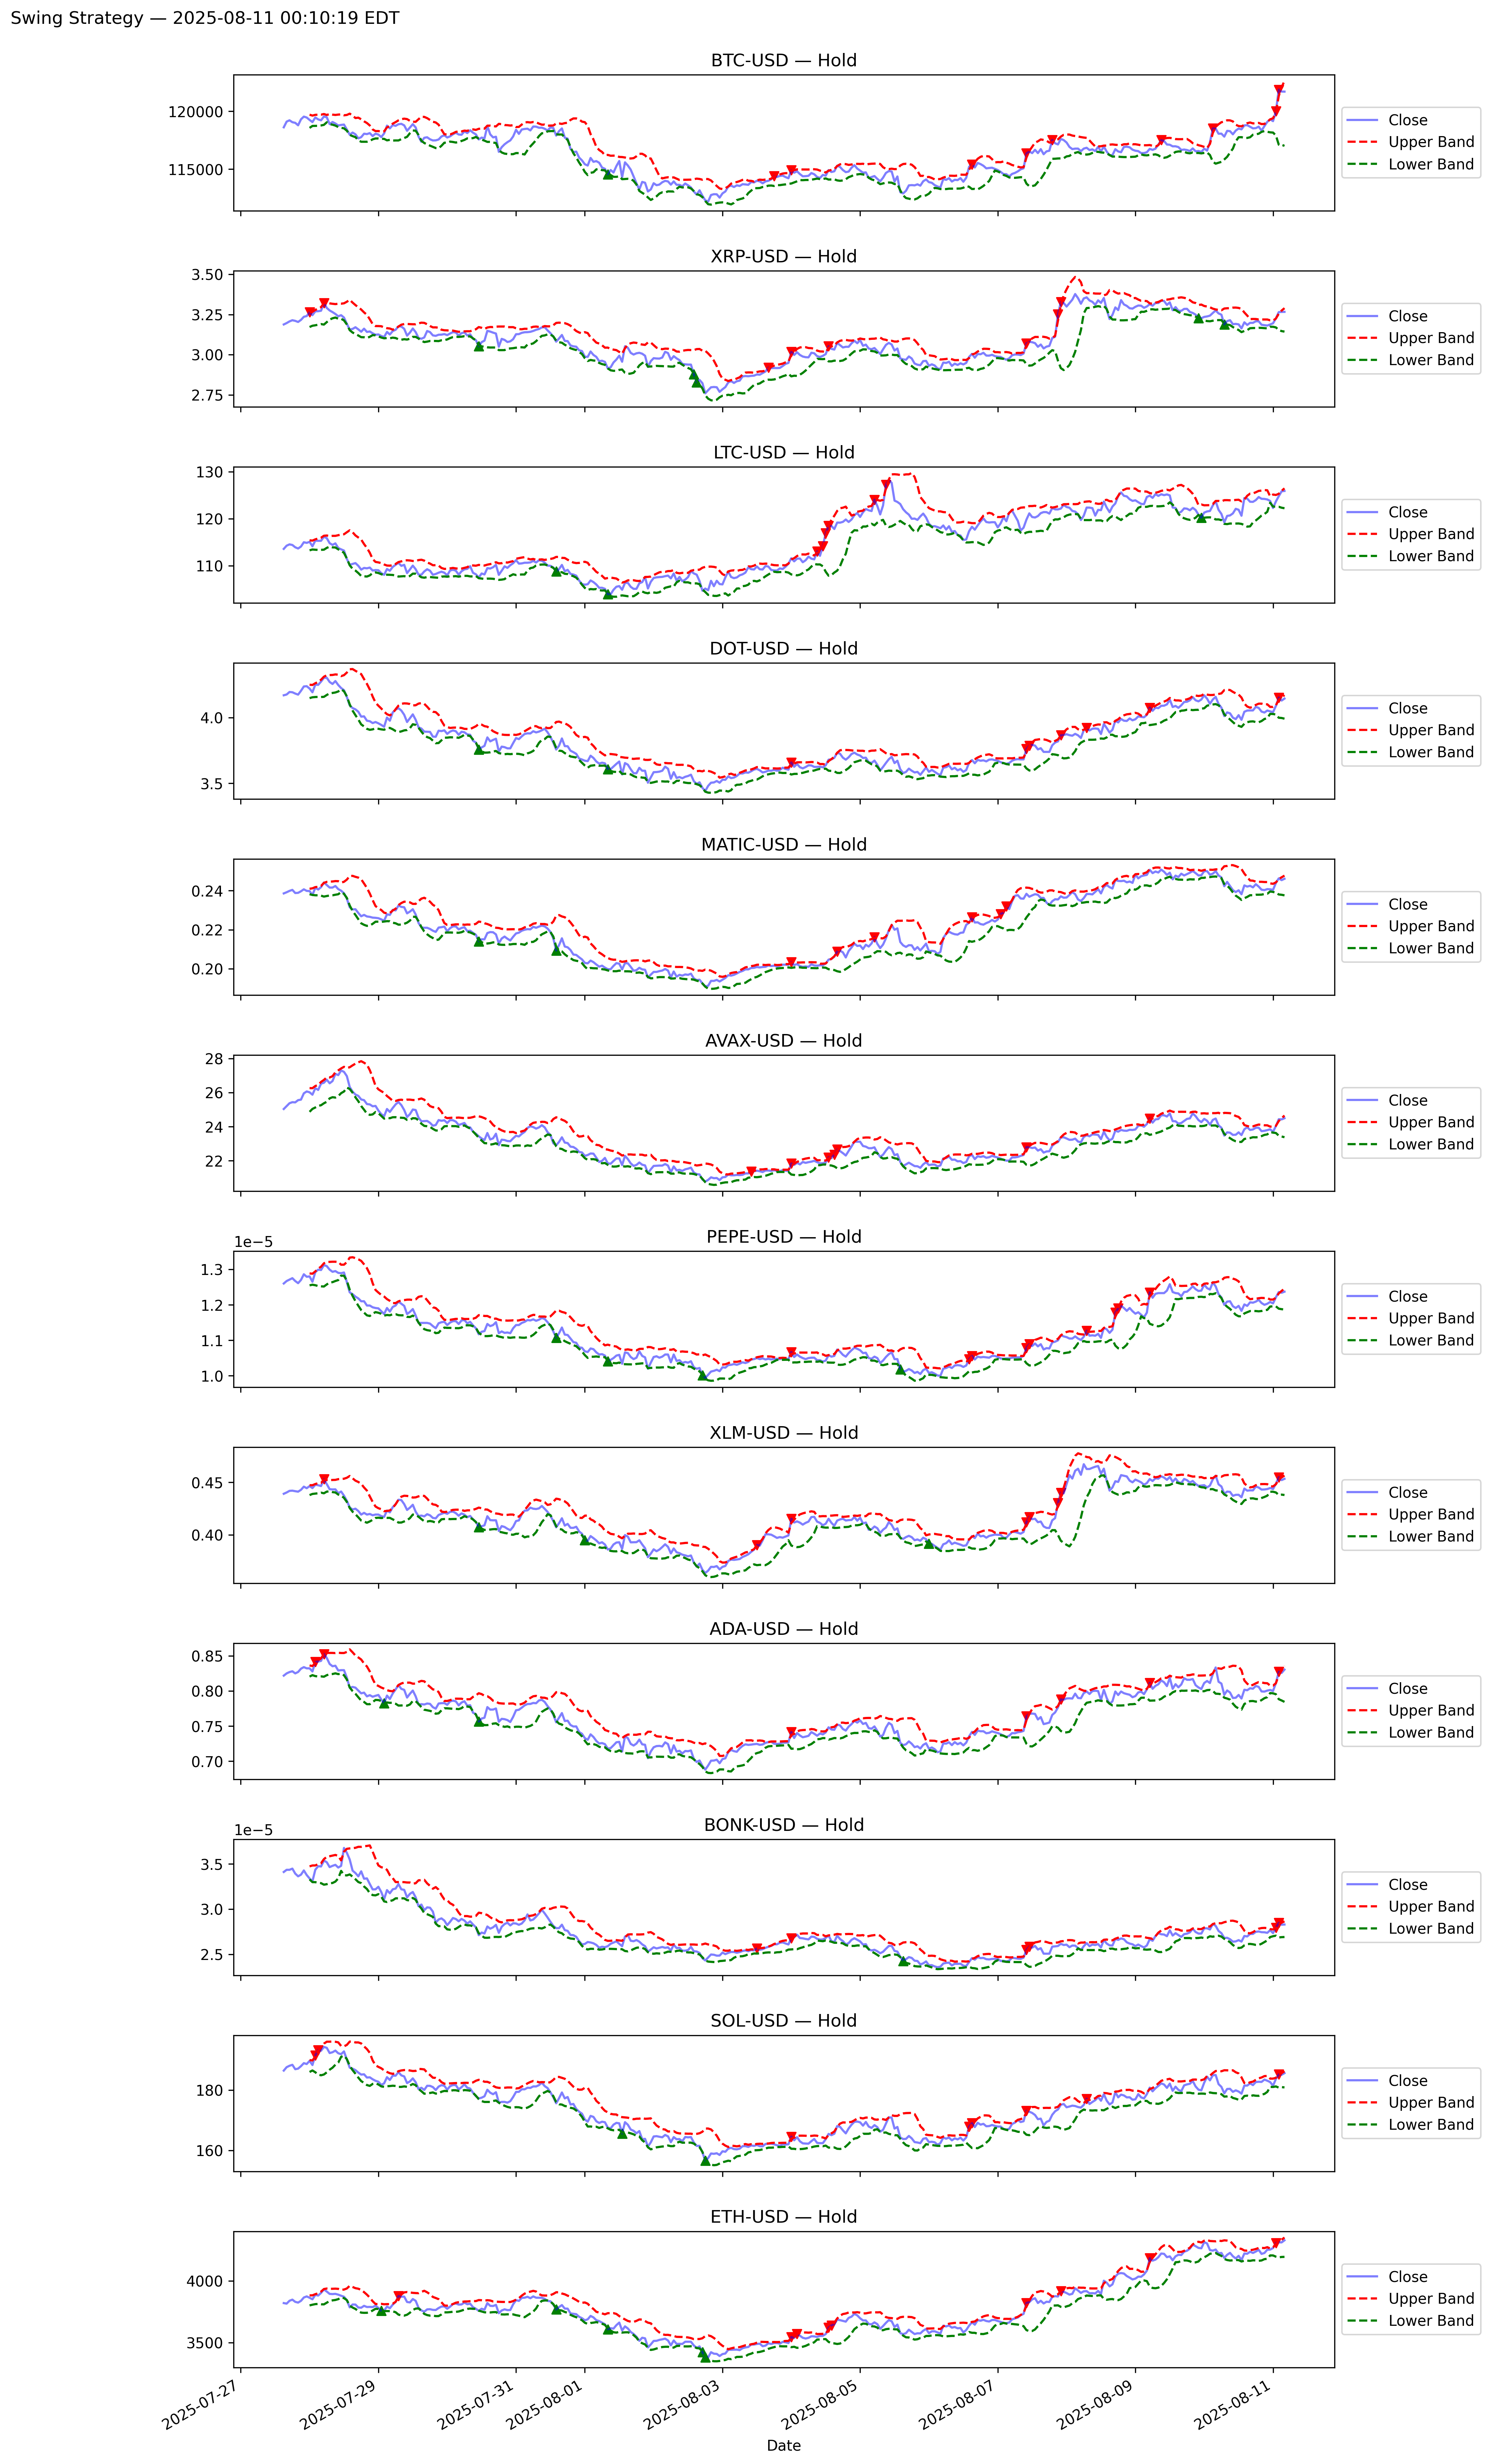 Swing Strategy — 2025-08-11 00:10:19 EDT
BTC-USD — Hold
120000
115000
Close
Upper Band
Lower Band
XRP-USD — Hold
3.50
3.25
3.00
2.75
Close
Upper Band
Lower Band
LTC-USD — Hold
130
120
110
Close
Upper Band
Lower Band
DOT-USD — Hold
4.0
3.5
Close
Upper Band
Lower Band
MATIC-USD — Hold
0.24
0.22
0.20
Close
Upper Band
Lower Band
AVAX-USD — Hold
28
26
24
22
Close
Upper Band
Lower Band
PEPE-USD — Hold
1e−5
1.3
1.2
1.1
1.0
Close
Upper Band
Lower Band
XLM-USD — Hold
0.45
0.40
Close
Upper Band
Lower Band
ADA-USD — Hold
0.85
0.80
0.75
0.70
Close
Upper Band
Lower Band
BONK-USD — Hold
1e−5
3.5
3.0
2.5
Close
Upper Band
Lower Band
SOL-USD — Hold
180
160
Close
Upper Band
Lower Band
ETH-USD — Hold
4000
3500
Close
Upper Band
Lower Band
2025-07-27
2025-07-29
2025-07-31
2025-08-01
2025-08-03
2025-08-05
2025-08-07
2025-08-09
2025-08-11
Date